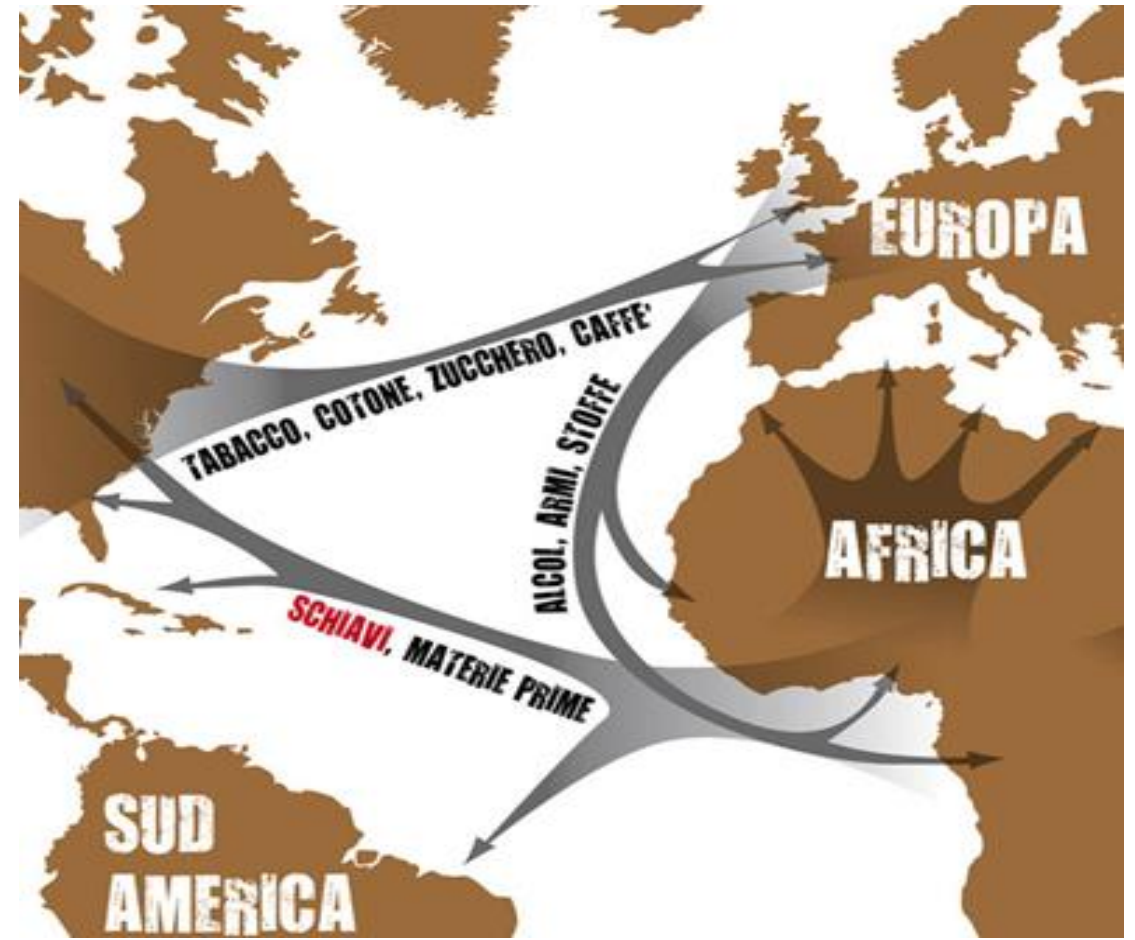 EUROPA
TABACCO, COTONE, ZUCCHERO, CAFFE'
ALCOL, ARMI, STOFFE
AFRICA
SCHIAVI, MATERIE PRIME
SUD
AMERICA